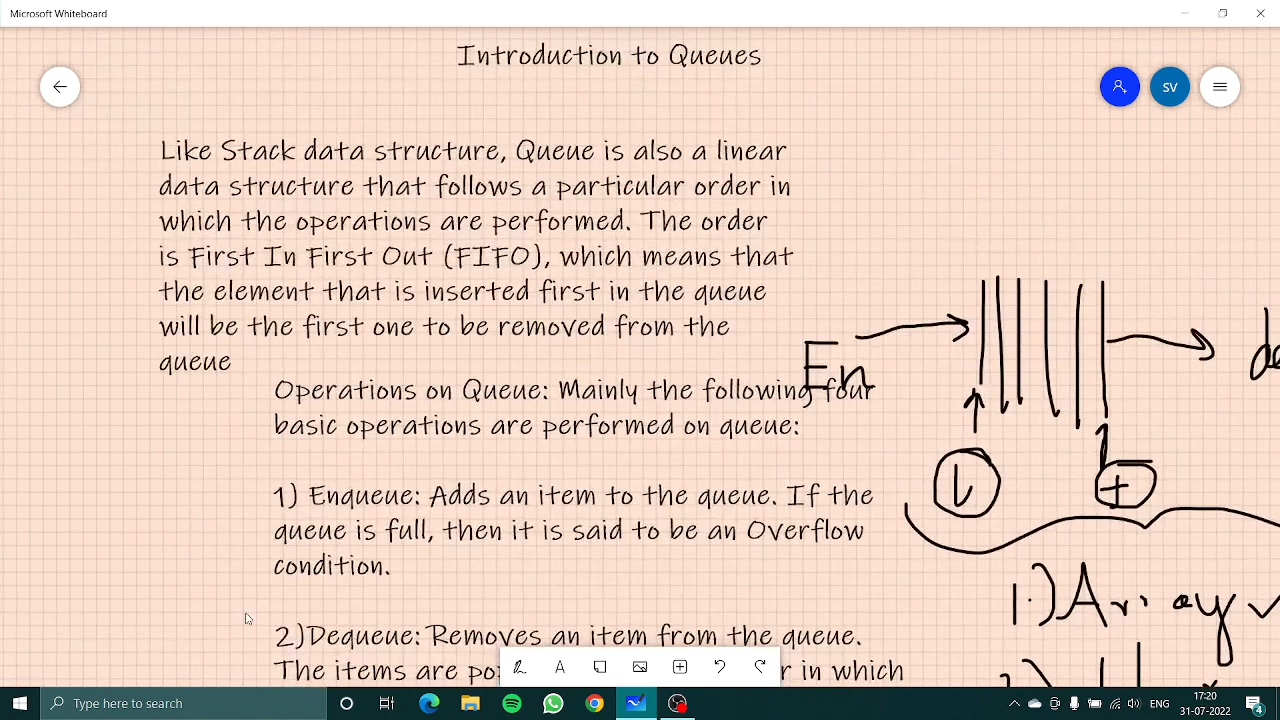 Microsoft Whiteboard
Introduction to Queues
SV
Like Stack data structure, Queue is also a linear
data structure that follows a particular order in
which the operations are performed. The order
is First In First Out (FIFO), which means that
the element that is inserted first in the queue
will be the first one to be removed from the
queue
En
Operations on Queue: Mainly the following four
basic operations are performed on queue:
1) Enqueue: Adds an item to the queue. If the
queue is full, then it is said to be an Overflow
condition.
1.) Array
2)Dequeue: Removes an item from the queue.
The items are in which
Type here to search
ENG
17:20
31-07-2022
4